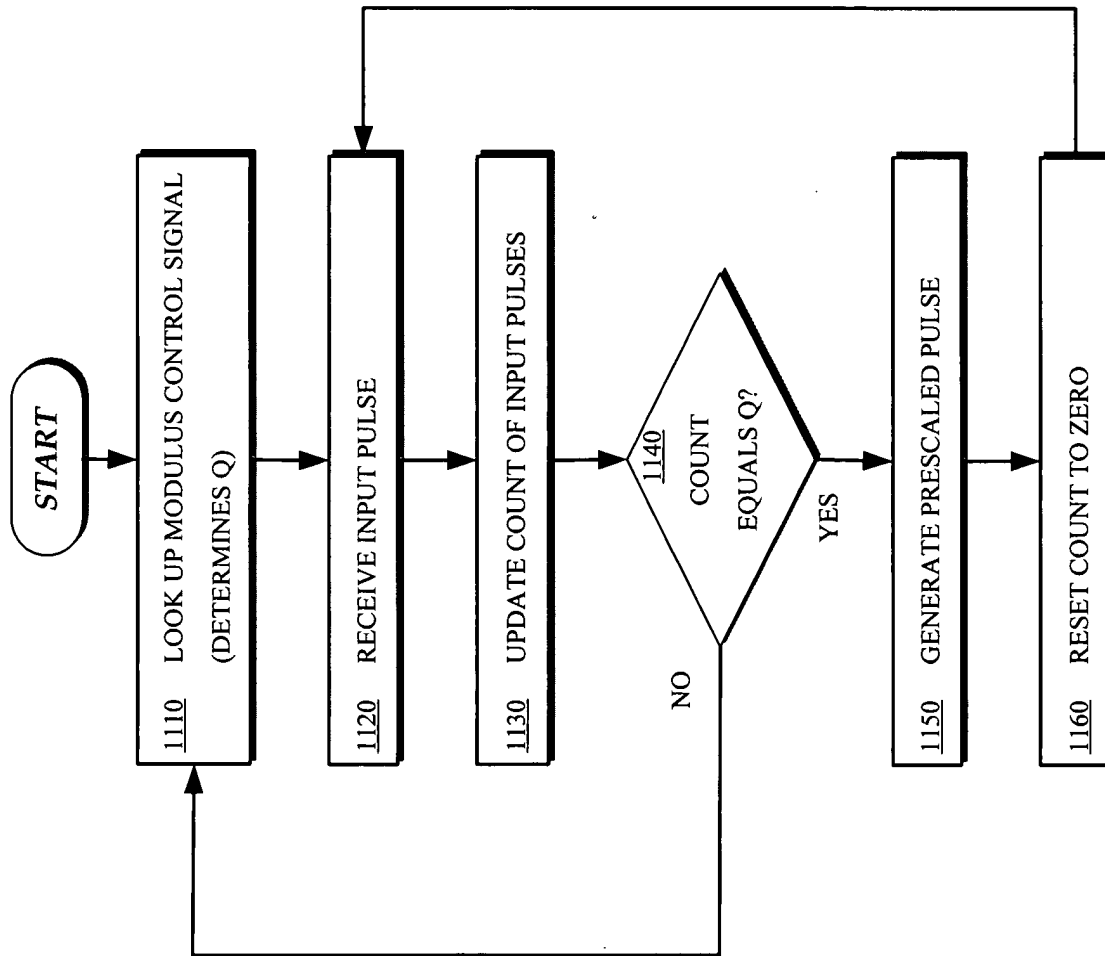 START
1110 LOOK UP MODULUS CONTROL SIGNAL
(DETERMINES Q)
1120 RECEIVE INPUT PULSE
1130 UPDATE COUNT OF INPUT PULSES
1140
COUNT
EQUALS Q?
NO
YES
1150 GENERATE PRESCALED PULSE
1160 RESET COUNT TO ZERO